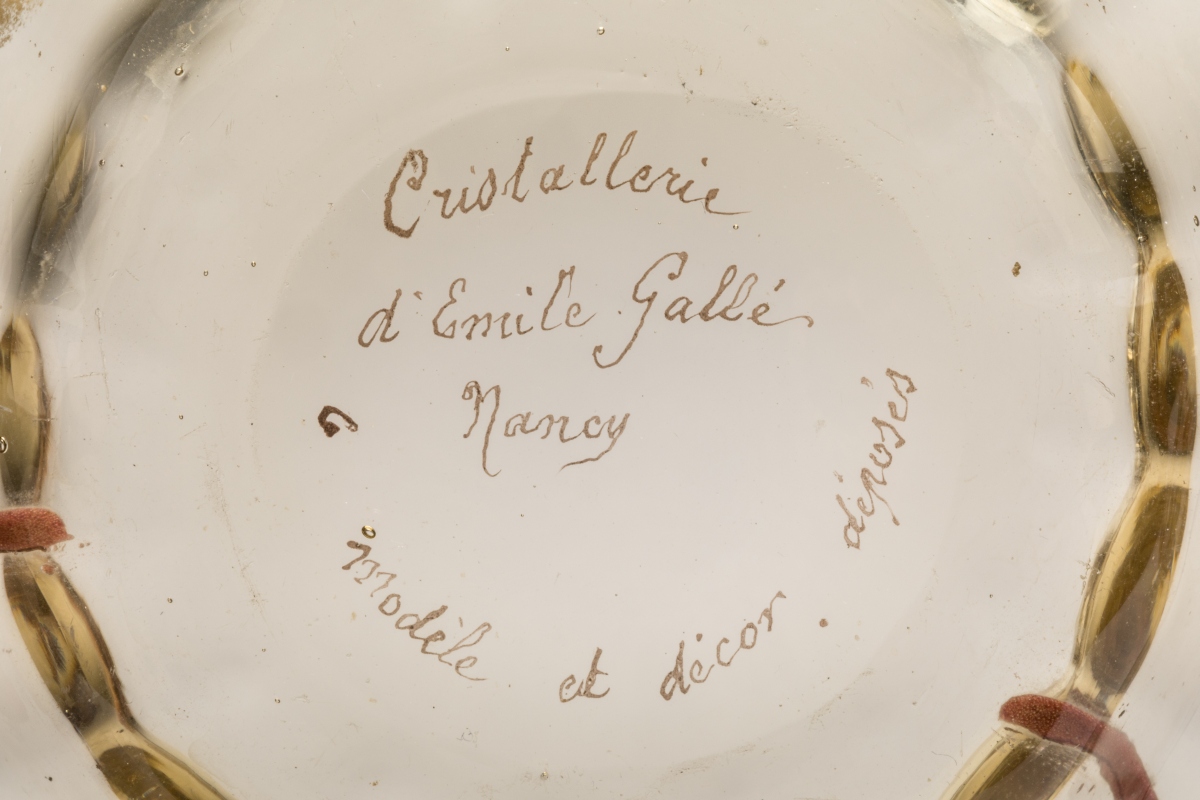 Cristallerie
d'Emile Gallé
Nancy
modèle et décor déposés